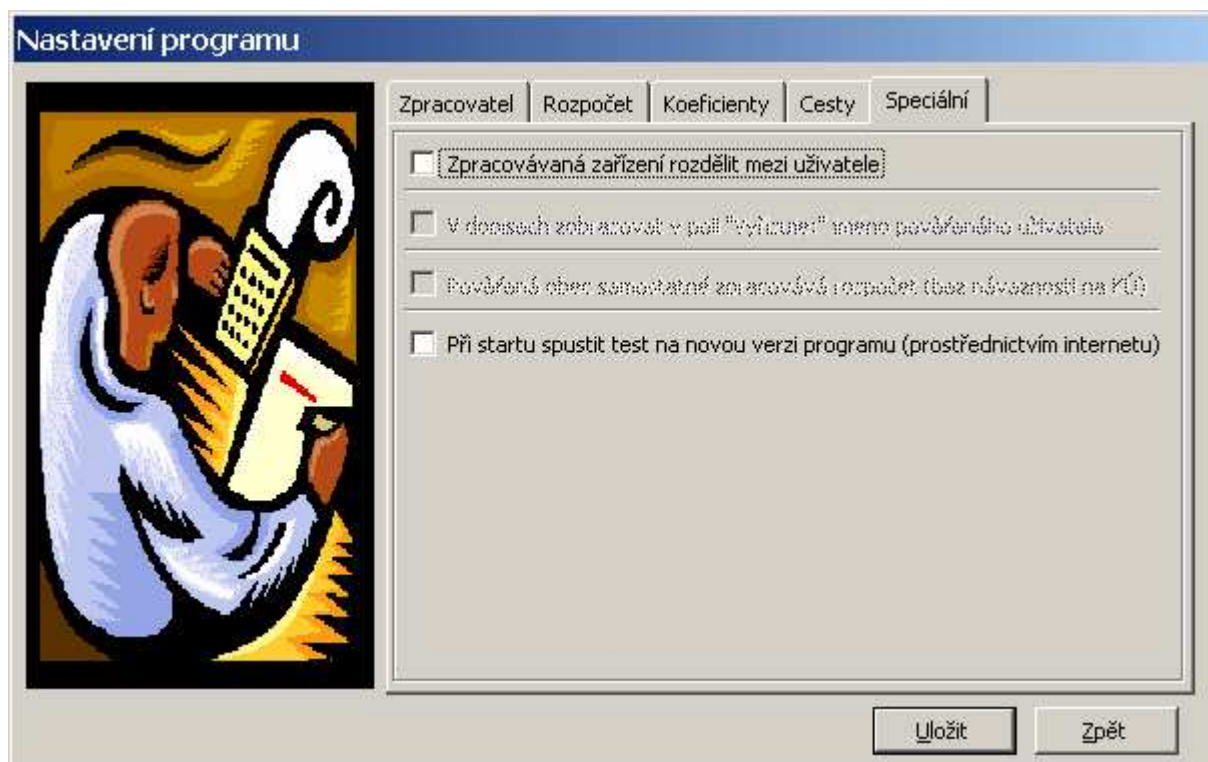 Nastavení programu
Zpracovatel Rozpočet Koeficienty Cesty Speciální
Zpracovávaná zařízení rozdělit mezi uživatele
V dopisech zobrazovat v poli "Vyřizuje:" jméno pověřeného uživatele
Pověřená obec samostatně zpracovává rozpočet (bez návaznosti na KÚ)
Při startu spustit test na novou verzi programu (prostřednictvím internetu)
Uložit Zpět